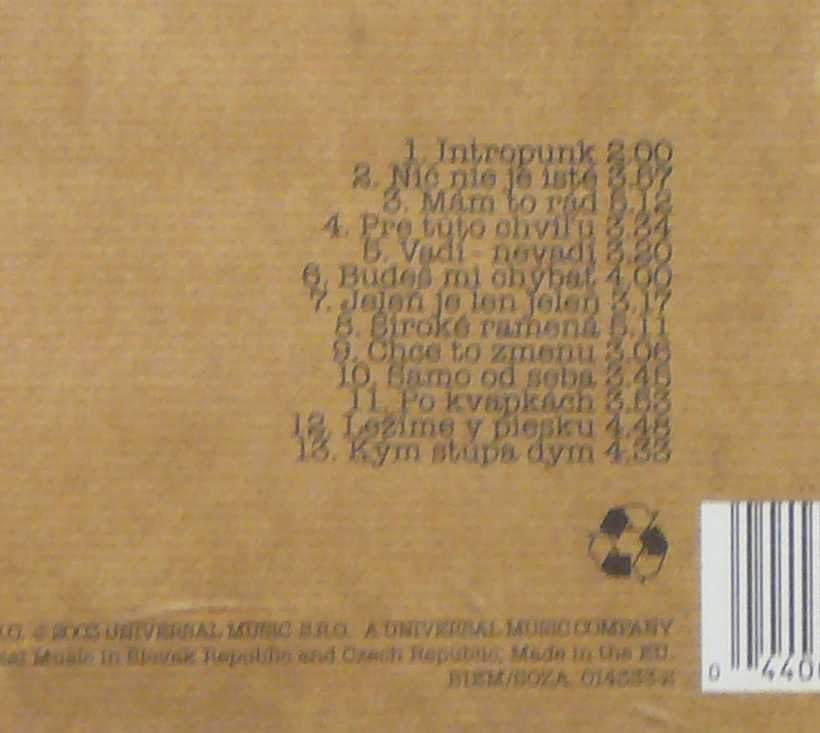 1. Intropunk 2.00
2. Nič nie je isté 3.57
3. Mám to rád 5.12
4. Pre túto chvíľu 3.34
5. Vadí - nevadí 3.20
6. Budeš mi chýbať 4.00
7. Jeleň je len jeleň 3.17
8. Široké ramená 5.11
9. Chce to zmenu 3.06
10. Samo od seba 3.45
11. Po kvapkách 3.53
12. Ležíme v piesku 4.48
13. Kým stúpa dym 4.33
.O. © 2005 UNIVERSAL MUSIC S.R.O. A UNIVERSAL MUSIC COMPANY
Music in Slovak Republic and Czech Republic, Made in the EU.
BIEM/SOZA
0 440